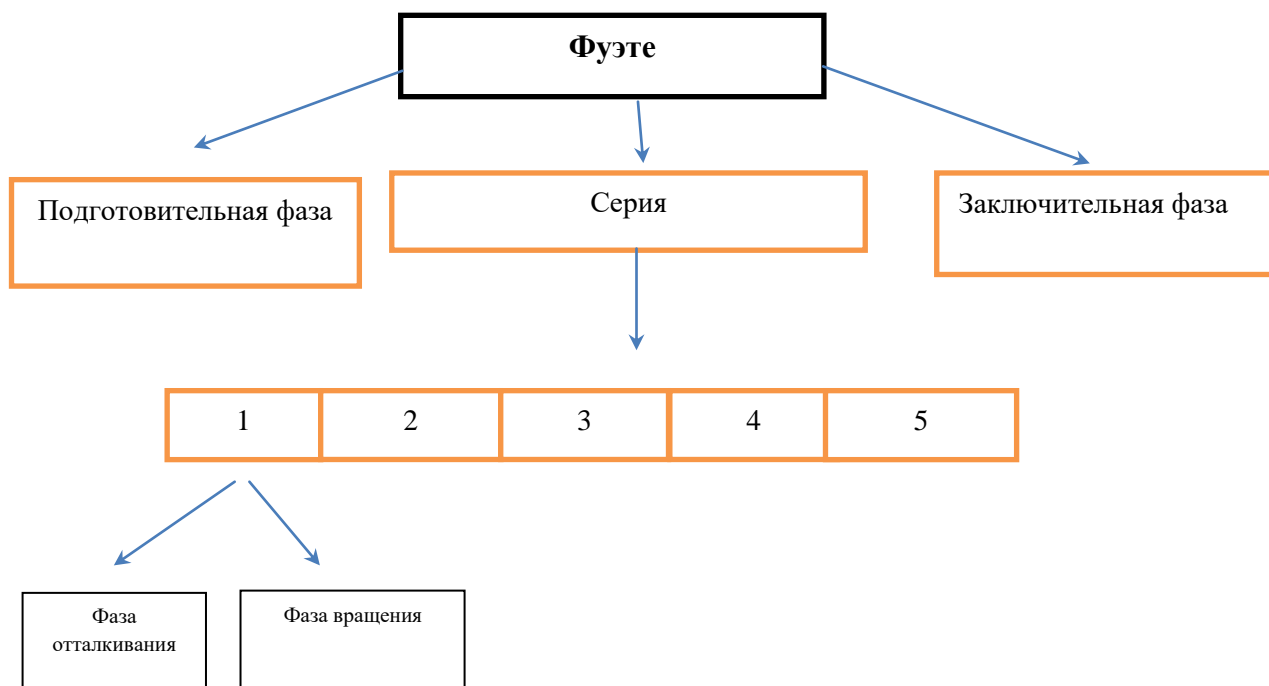 Фуэте
Подготовительная фаза
Серия
Заключительная фаза
1
2
3
4
5
Фаза
отталкивания
Фаза вращения